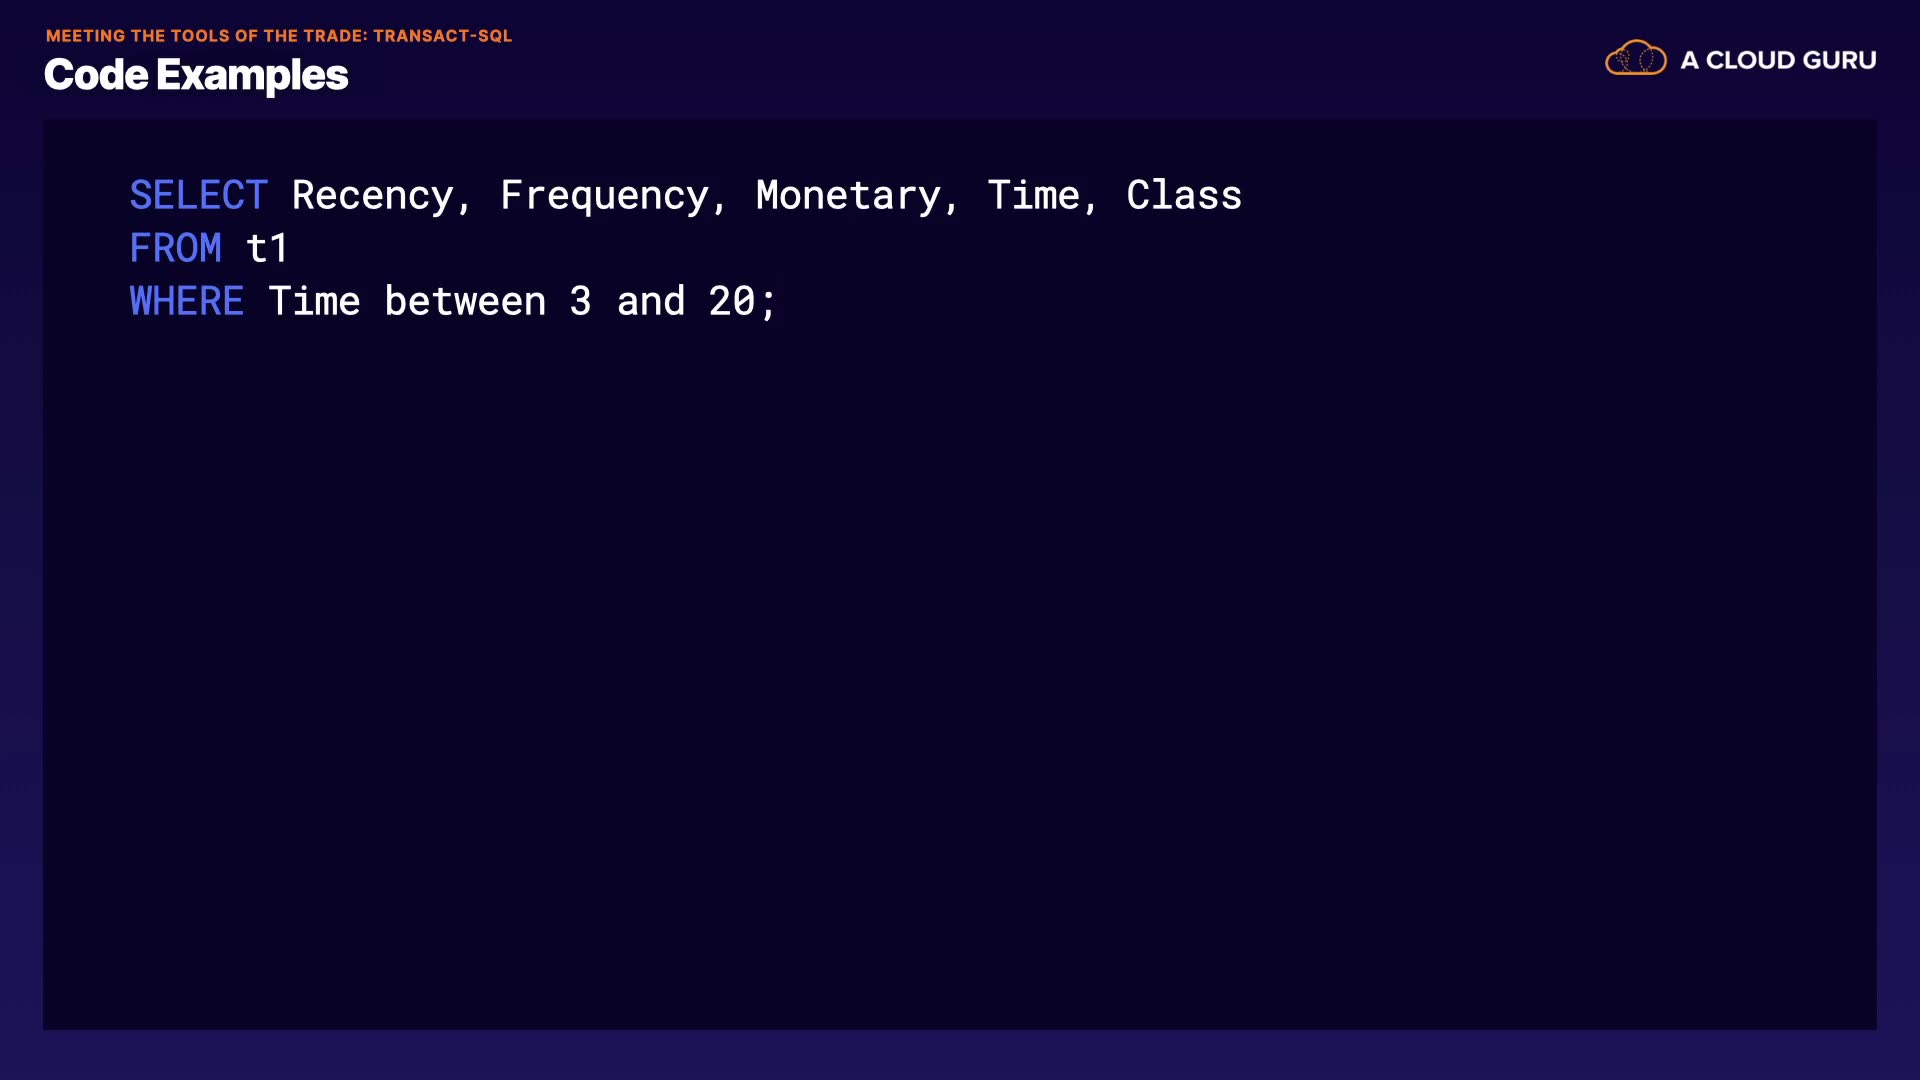 MEETING THE TOOLS OF THE TRADE: TRANSACT-SQL
Code Examples
A CLOUD GURU
SELECT Recency, Frequency, Monetary, Time, Class
FROM t1
WHERE Time between 3 and 20;